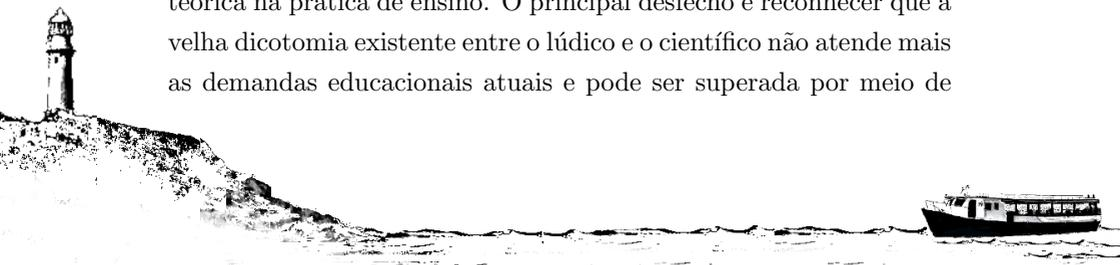 teórica na prática de ensino. O principal desfecho é reconhecer que a
velha dicotomia existente entre o lúdico e o científico não atende mais
as demandas educacionais atuais e pode ser superada por meio de